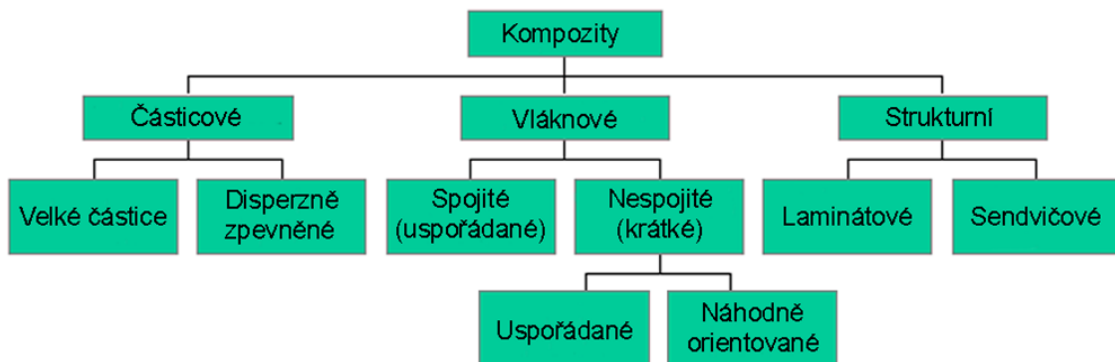 Kompozity
Částicové
Vláknové
Strukturní
Velké částice
Disperzně
zpevněné
Spojité
(uspořádané)
Nespojité
(krátké)
Laminátové
Sendvičové
Uspořádané
Náhodně
orientované